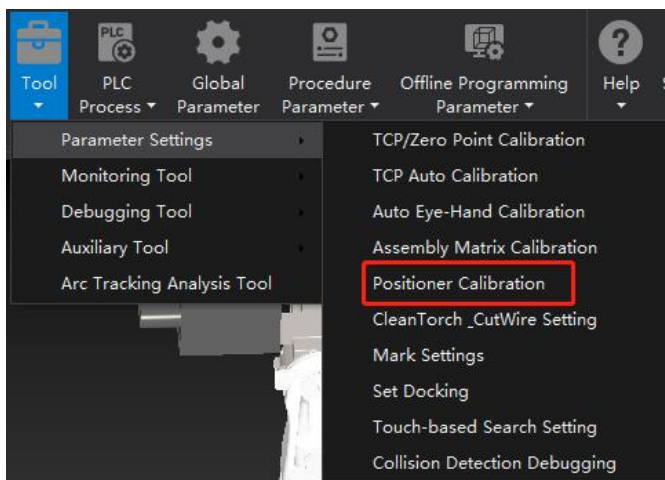 PLC
Tool
PLC
Process
Global
Parameter
Procedure
Parameter
Offline Programming
Parameter
Help
Parameter Settings
Monitoring Tool
Debugging Tool
Auxiliary Tool
Arc Tracking Analysis Tool
TCP/Zero Point Calibration
TCP Auto Calibration
Auto Eye-Hand Calibration
Assembly Matrix Calibration
Positioner Calibration
CleanTorch _CutWire Setting
Mark Settings
Set Docking
Touch-based Search Setting
Collision Detection Debugging